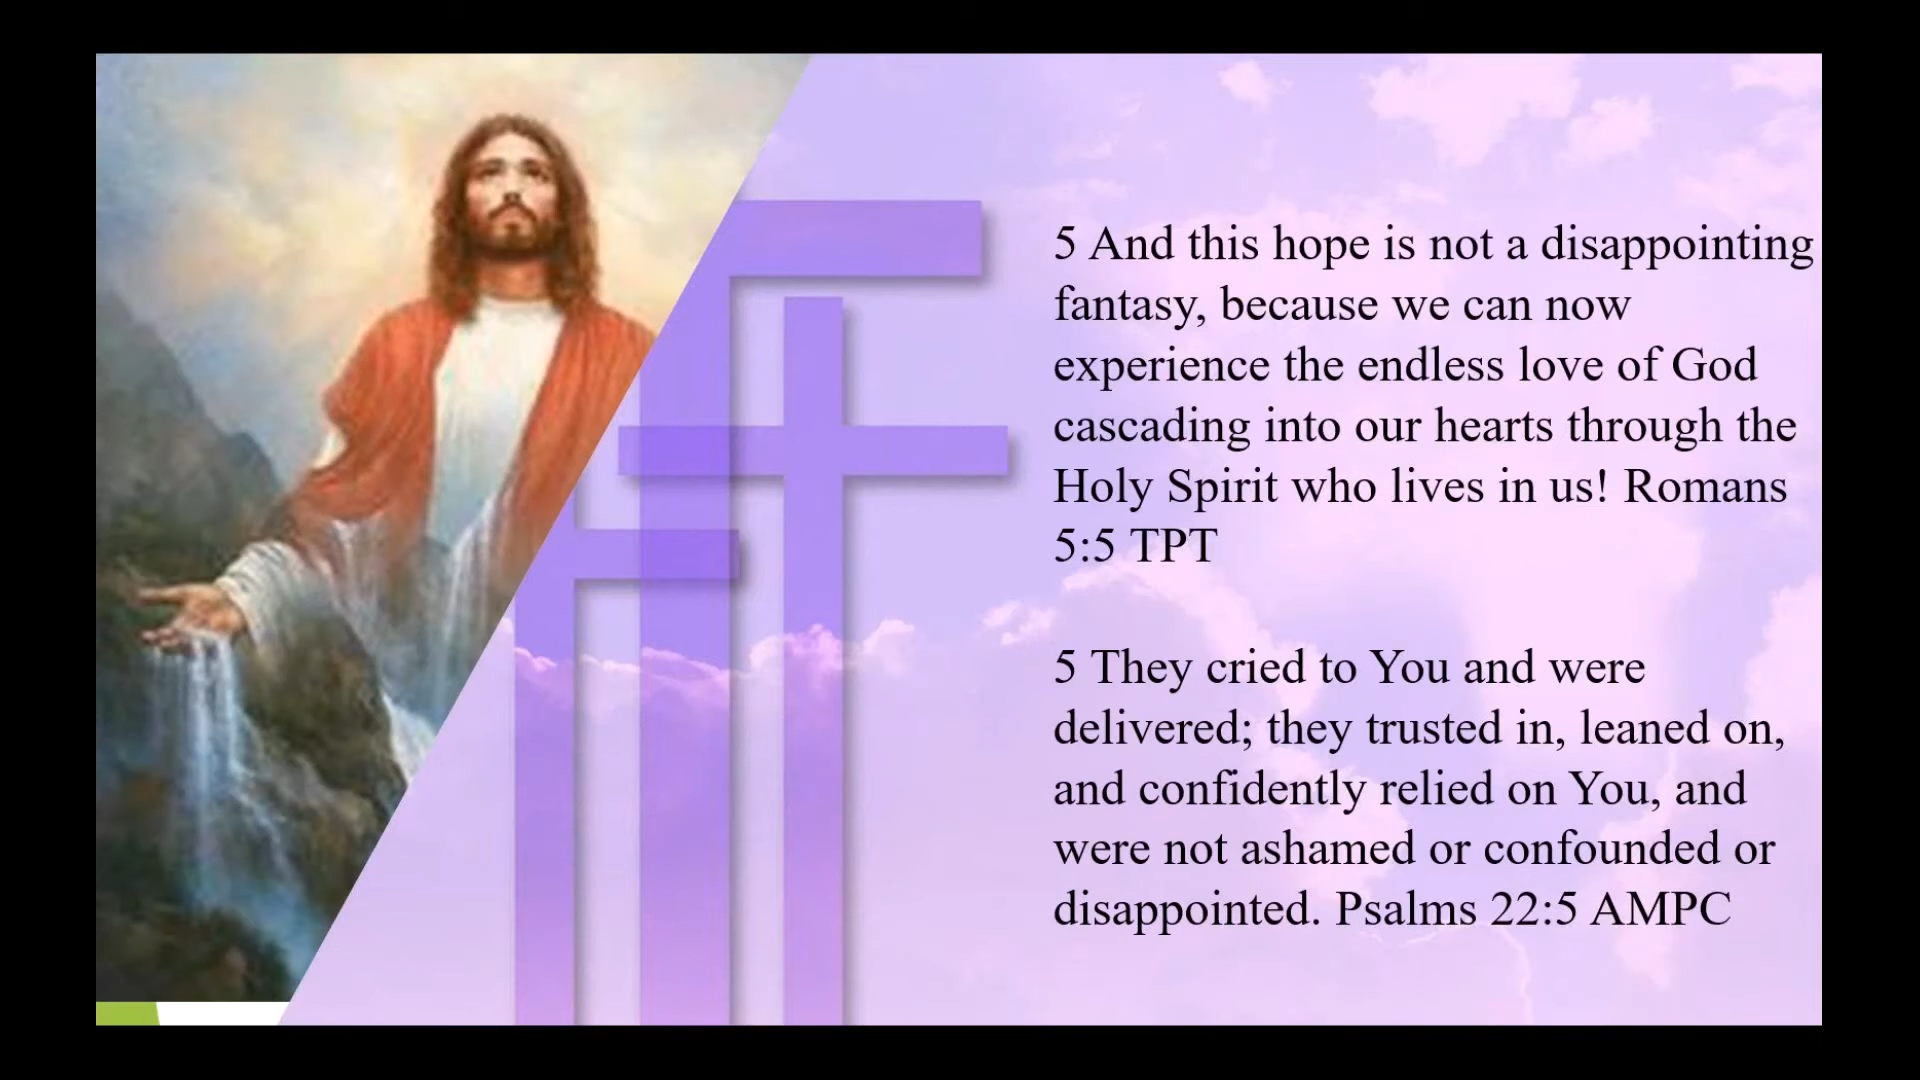 5 And this hope is not a disappointing
fantasy, because we can now
experience the endless love of God
cascading into our hearts through the
Holy Spirit who lives in us! Romans
5:5 TPT
5 They cried to You and were
delivered; they trusted in, leaned on,
and confidently relied on You, and
were not ashamed or confounded or
disappointed. Psalms 22:5 AMPC